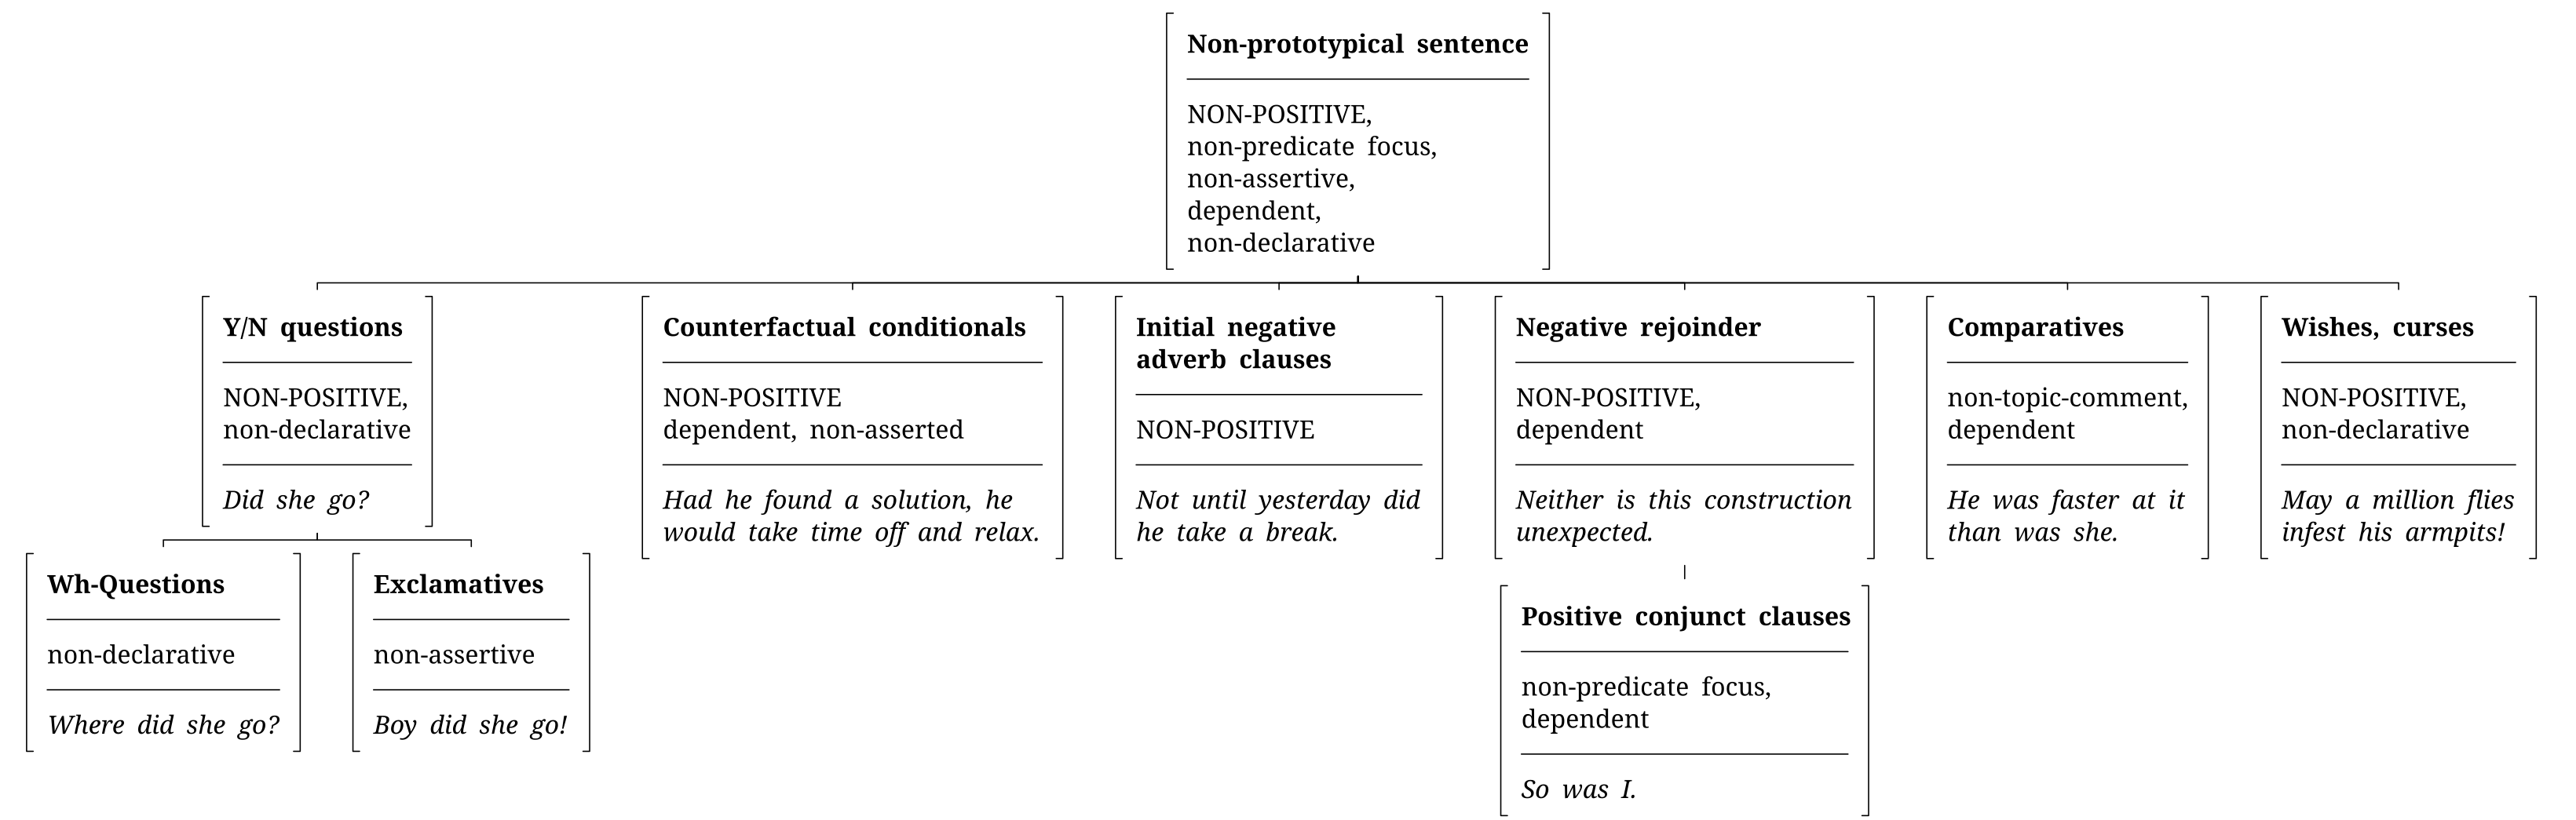 Non-prototypical sentence
NON-POSITIVE,
non-predicate focus,
non-assertive,
dependent,
non-declarative
Y/N questions
NON-POSITIVE,
non-declarative
Did she go?
Wh-Questions
non-declarative
Where did she go?
Exclamatives
non-assertive
Boy did she go!
Counterfactual conditionals
NON-POSITIVE
dependent, non-asserted
Had he found a solution, he
would take time off and relax.
Initial negative
adverb clauses
NON-POSITIVE
Not until yesterday did
he take a break.
Negative rejoinder
NON-POSITIVE,
dependent
Neither is this construction
unexpected.
Positive conjunct clauses
non-predicate focus,
dependent
So was I.
Comparatives
non-topic-comment,
dependent
He was faster at it
than was she.
Wishes, curses
NON-POSITIVE,
non-declarative
May a million flies
infest his armpits!